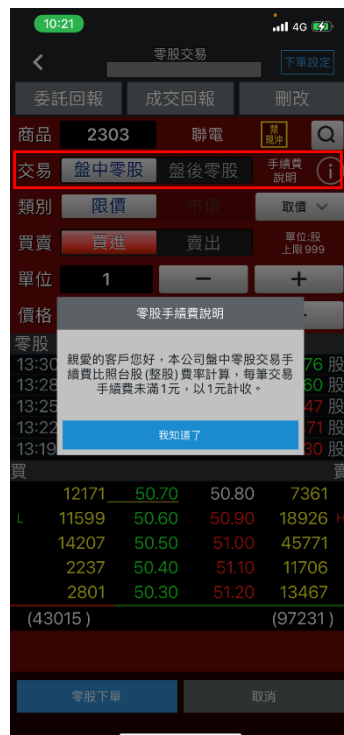 10:21 4G
零股交易 下單設定
委託回報 成交回報 刪改
商品 2303 聯電 禁現沖
交易 盤中零股 盤後零股 手續費說明
類別 限價 市價 取價
買賣 買進 賣出 單位:股 上限999
單位 1 − +
價格
零股手續費說明
零股
親愛的客戶您好，本公司盤中零股交易手
續費比照台股(整股)費率計算，每筆交易
手續費未滿1元，以1元計收。
我知道了
13:30 76 股
13:28 60 股
13:25 47 股
13:22 71 股
13:19 30 股
買 賣
12171 50.70 50.80 7361
L 11599 50.60 50.90 18926 H
14207 50.50 51.00 45771
2237 50.40 51.10 11706
2801 50.30 51.20 13467
(43015) (97231)
零股下單 取消